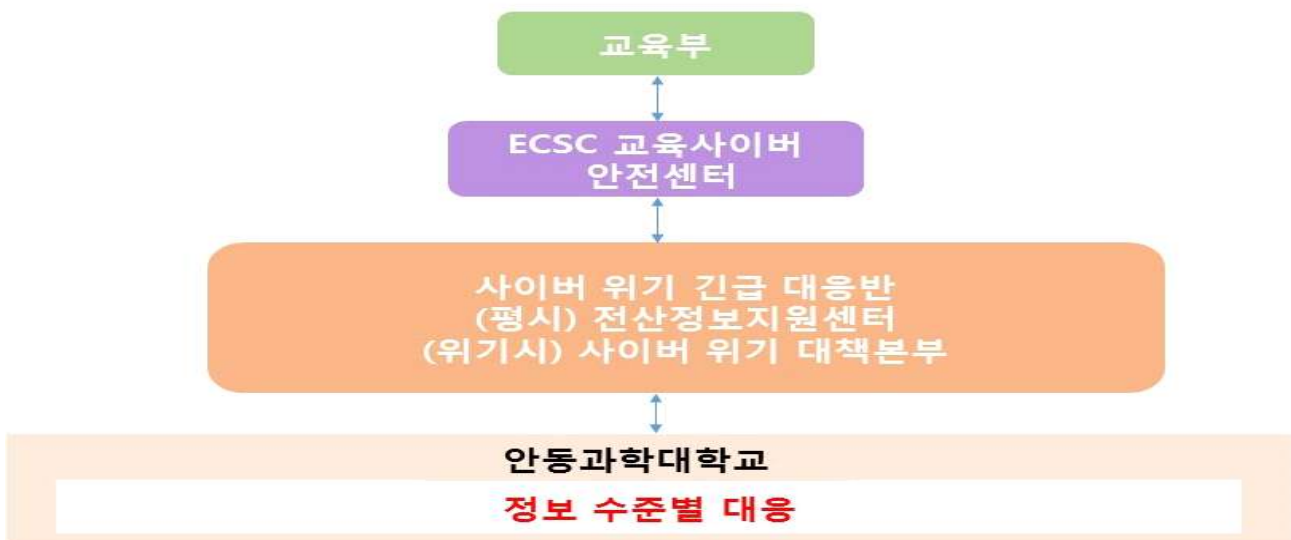 교육부
ECSC 교육사이버
안전센터
사이버 위기 긴급 대응반
(평시) 전산정보지원센터
(위기시) 사이버 위기 대책본부
안동과학대학교
정보 수준별 대응